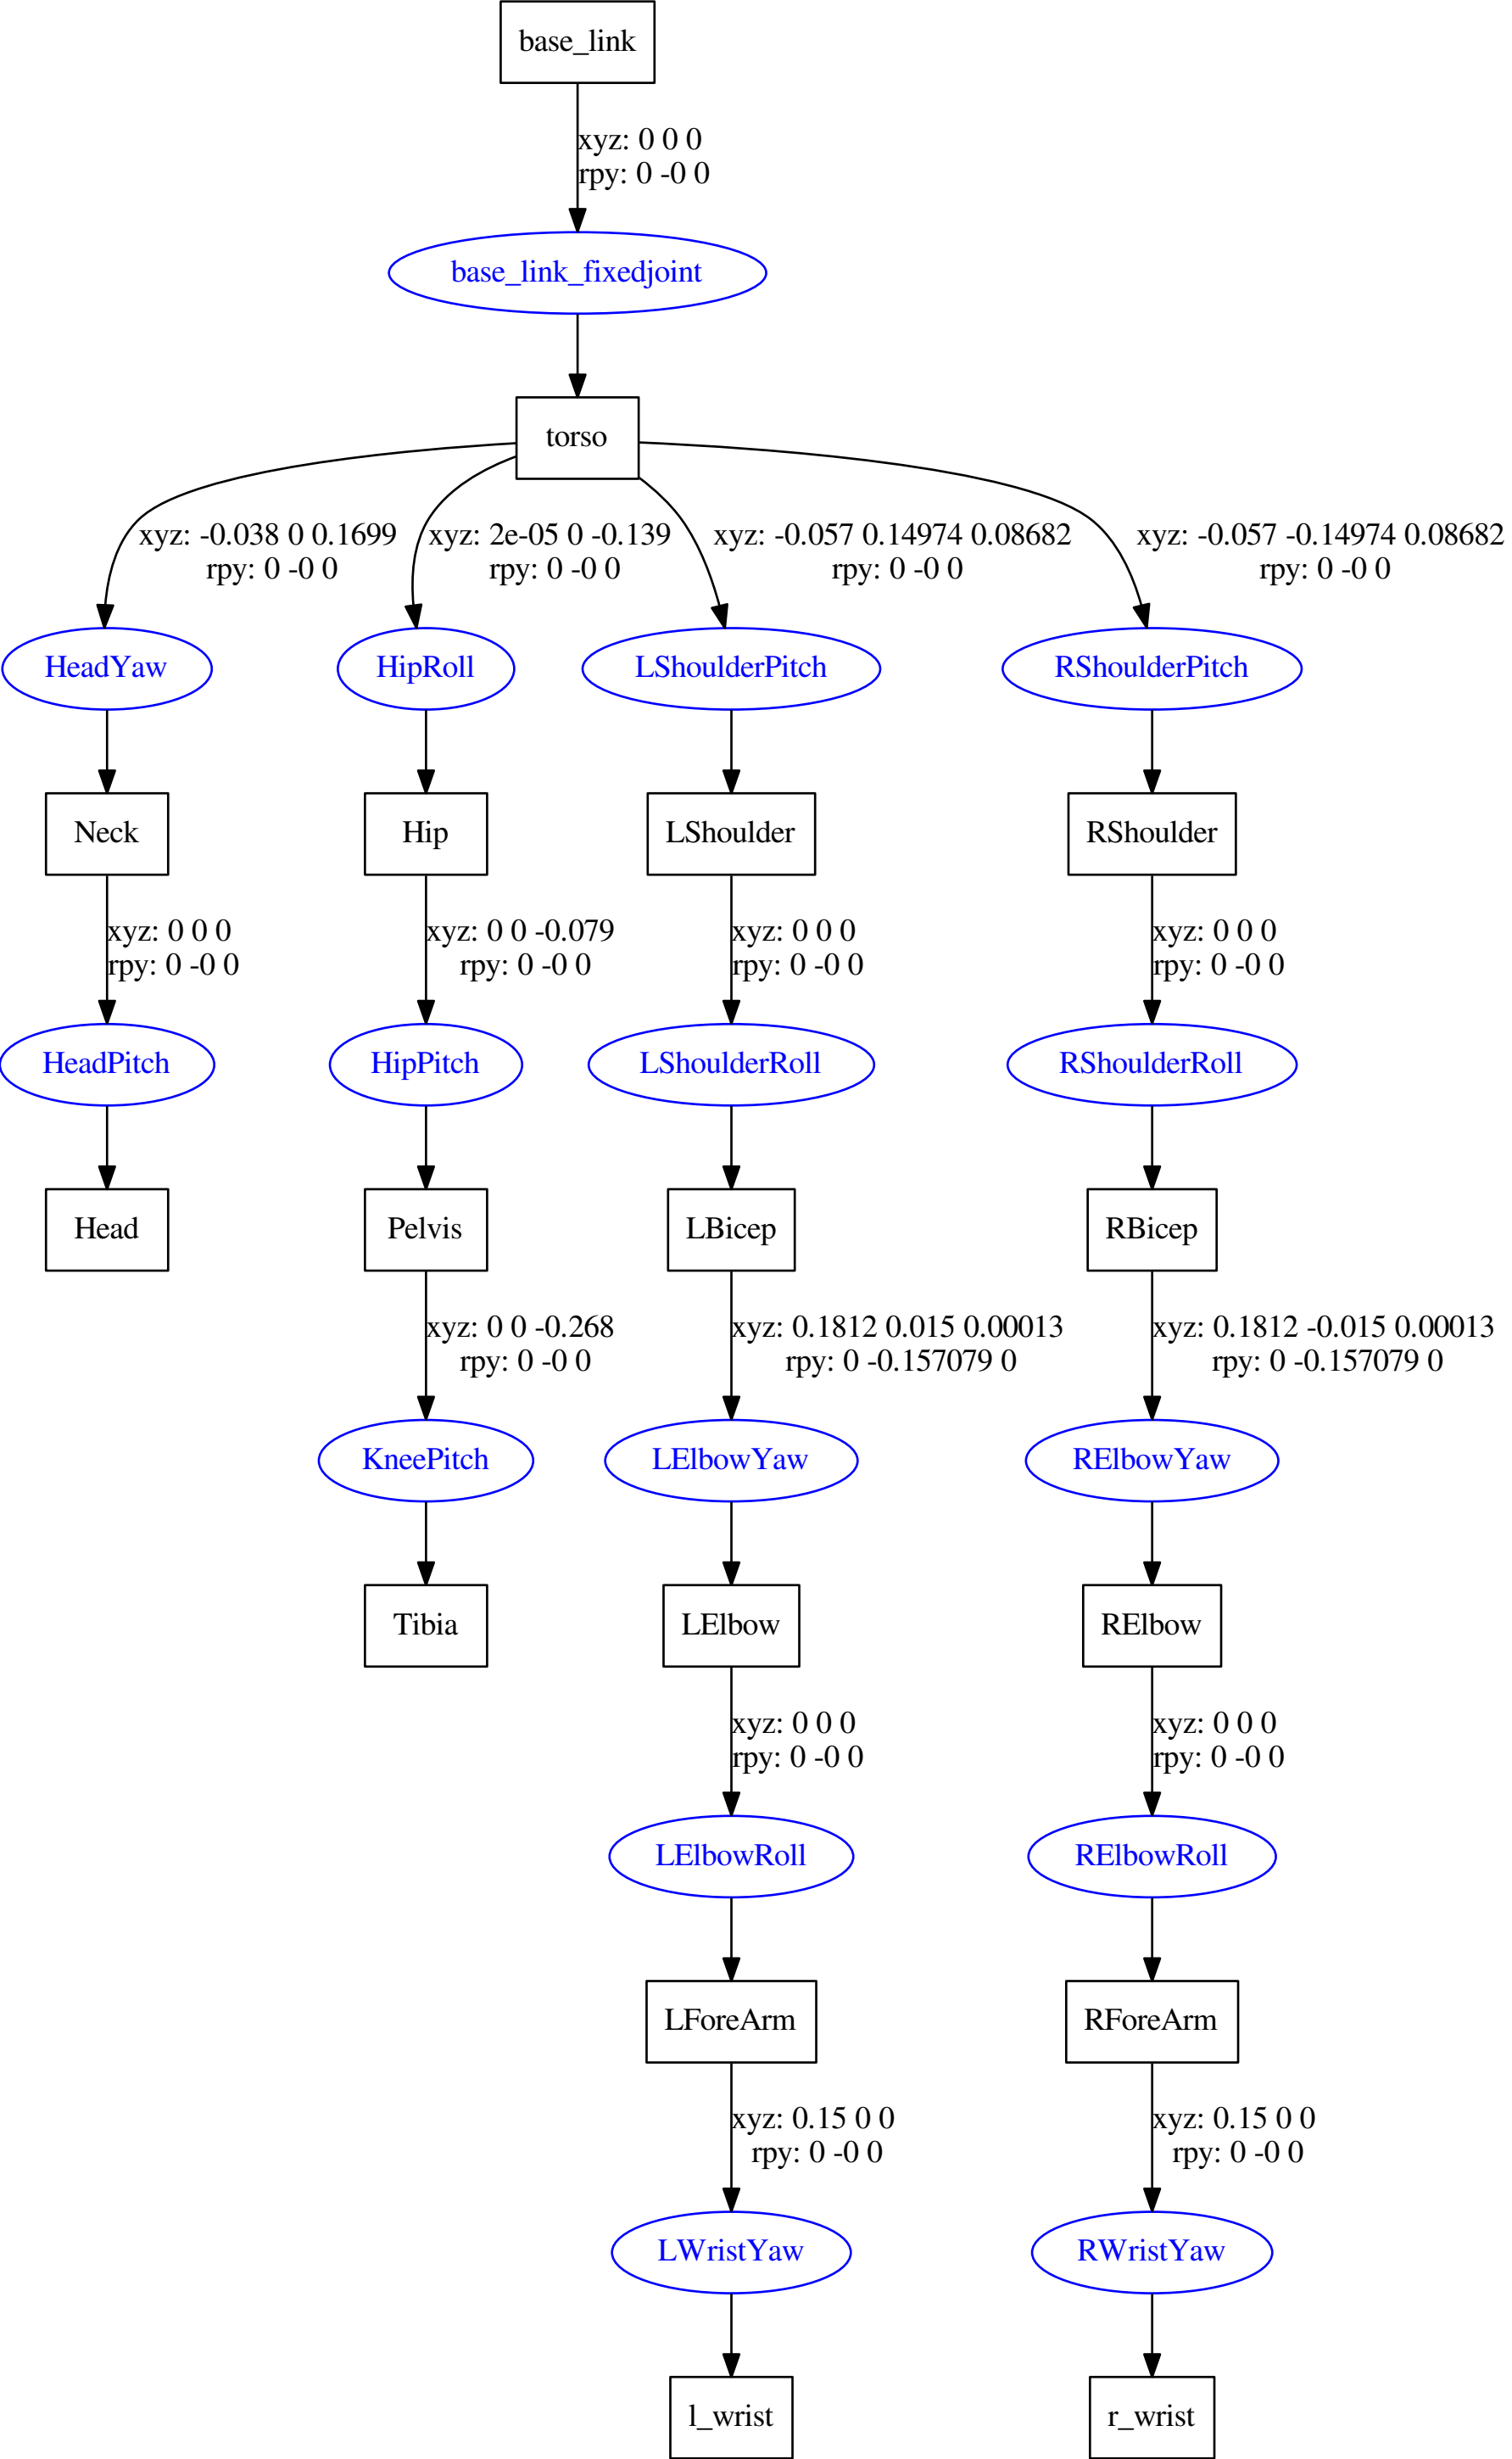 base_link
xyz: 0 0 0
rpy: 0 -0 0
base_link_fixedjoint
torso
xyz: -0.038 0 0.1699
rpy: 0 -0 0
xyz: 2e-05 0 -0.139
rpy: 0 -0 0
xyz: -0.057 0.14974 0.08682
rpy: 0 -0 0
xyz: -0.057 -0.14974 0.08682
rpy: 0 -0 0
HeadYaw
HipRoll
LShoulderPitch
RShoulderPitch
Neck
Hip
LShoulder
RShoulder
xyz: 0 0 0
rpy: 0 -0 0
xyz: 0 0 -0.079
rpy: 0 -0 0
xyz: 0 0 0
rpy: 0 -0 0
xyz: 0 0 0
rpy: 0 -0 0
HeadPitch
HipPitch
LShoulderRoll
RShoulderRoll
Head
Pelvis
LBicep
RBicep
xyz: 0 0 -0.268
rpy: 0 -0 0
xyz: 0.1812 0.015 0.00013
rpy: 0 -0.157079 0
xyz: 0.1812 -0.015 0.00013
rpy: 0 -0.157079 0
KneePitch
LElbowYaw
RElbowYaw
Tibia
LElbow
RElbow
xyz: 0 0 0
rpy: 0 -0 0
xyz: 0 0 0
rpy: 0 -0 0
LElbowRoll
RElbowRoll
LForeArm
RForeArm
xyz: 0.15 0 0
rpy: 0 -0 0
xyz: 0.15 0 0
rpy: 0 -0 0
LWristYaw
RWristYaw
l_wrist
r_wrist